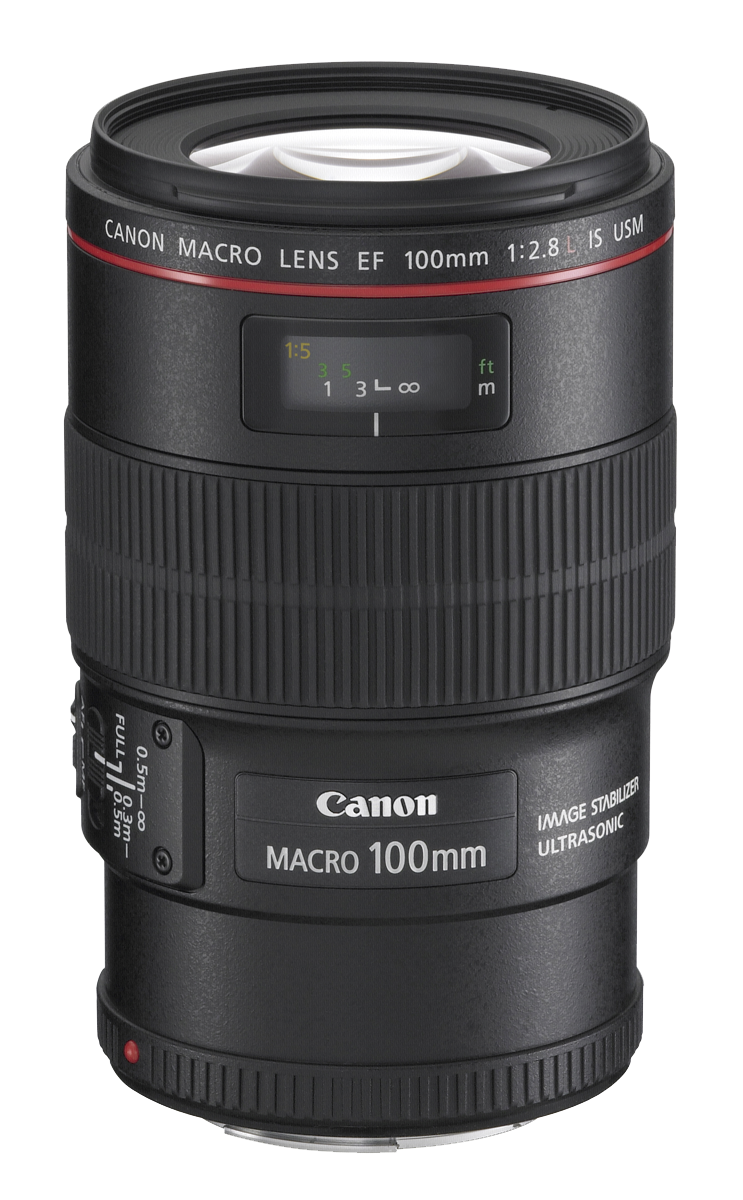 CANON MACRO LENS EF 100mm 1:2.8 L IS USM
1:5
3 5 ft
1 3 ∞ m
FULL
0.5m–∞
0.3m–
0.5m
Canon
MACRO 100mm
IMAGE STABILIZER
ULTRASONIC